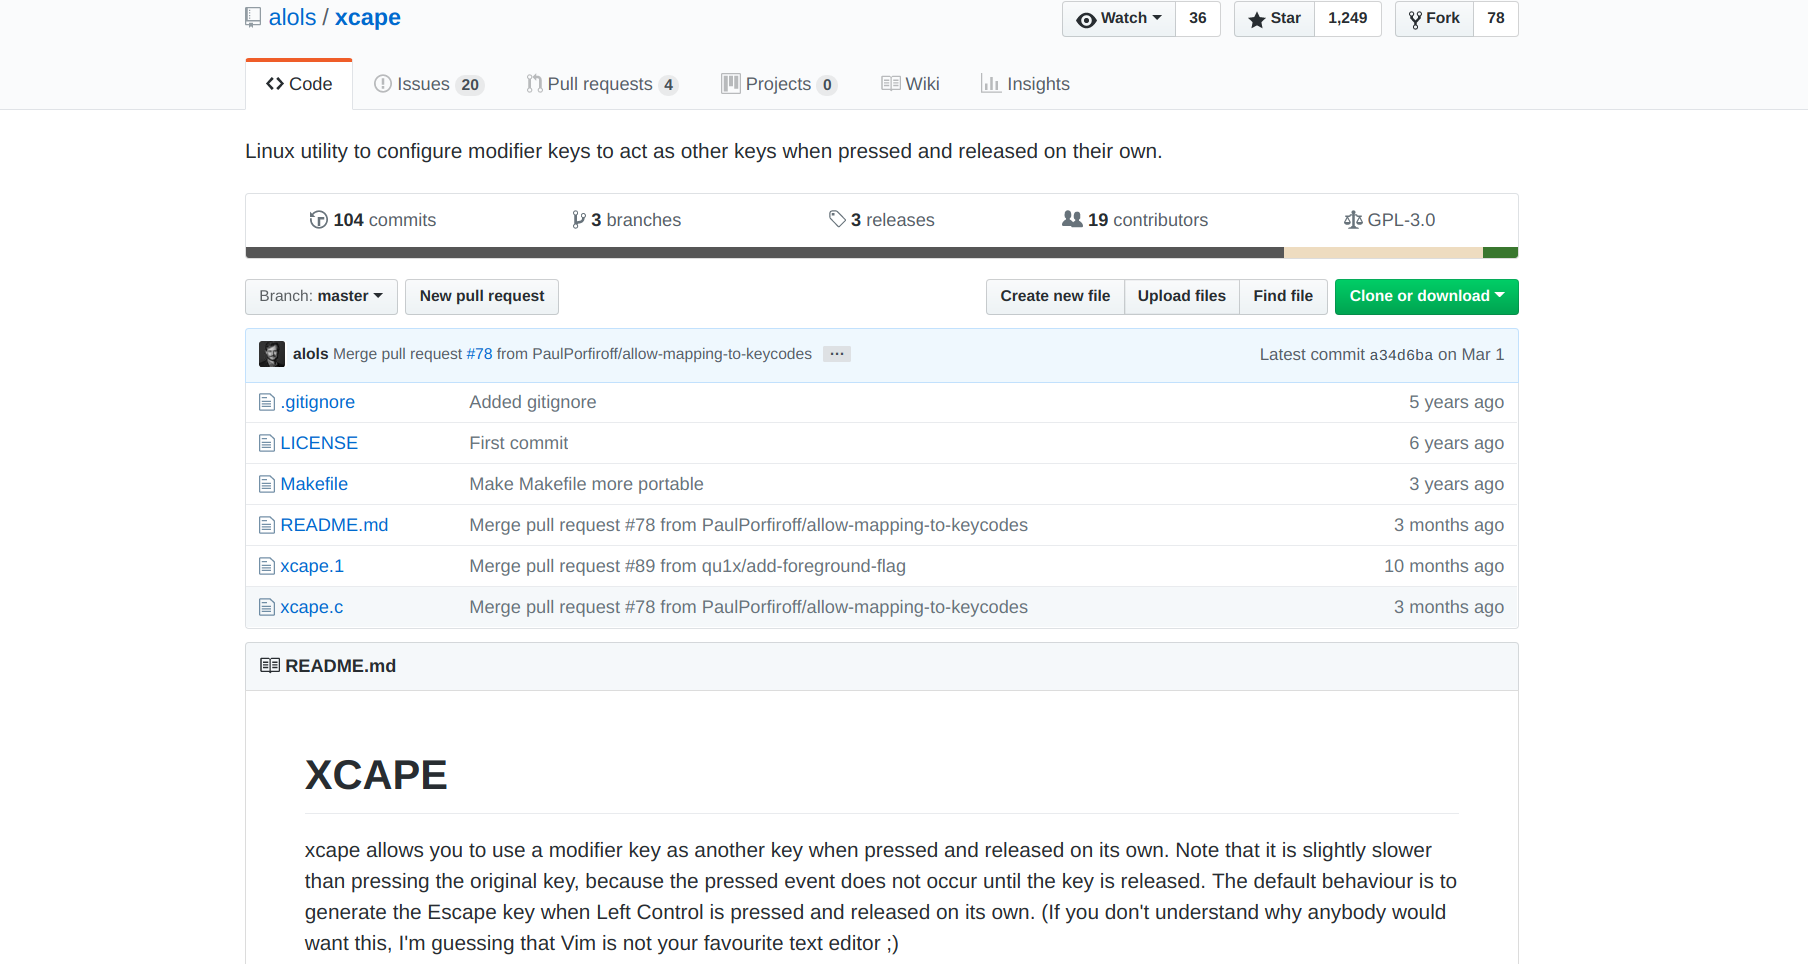 alols / xcape
Watch 36 Star 1,249 Fork 78
Code Issues 20 Pull requests 4 Projects 0 Wiki Insights
Linux utility to configure modifier keys to act as other keys when pressed and released on their own.
104 commits 3 branches 3 releases 19 contributors GPL-3.0
Branch: master New pull request Create new file Upload files Find file Clone or download
alols Merge pull request #78 from PaulPorfiroff/allow-mapping-to-keycodes ... Latest commit a34d6ba on Mar 1
.gitignore Added gitignore 5 years ago
LICENSE First commit 6 years ago
Makefile Make Makefile more portable 3 years ago
README.md Merge pull request #78 from PaulPorfiroff/allow-mapping-to-keycodes 3 months ago
xcape.1 Merge pull request #89 from qu1x/add-foreground-flag 10 months ago
xcape.c Merge pull request #78 from PaulPorfiroff/allow-mapping-to-keycodes 3 months ago
README.md
XCAPE
xcape allows you to use a modifier key as another key when pressed and released on its own. Note that it is slightly slower
than pressing the original key, because the pressed event does not occur until the key is released. The default behaviour is to
generate the Escape key when Left Control is pressed and released on its own. (If you don't understand why anybody would
want this, I'm guessing that Vim is not your favourite text editor ;)